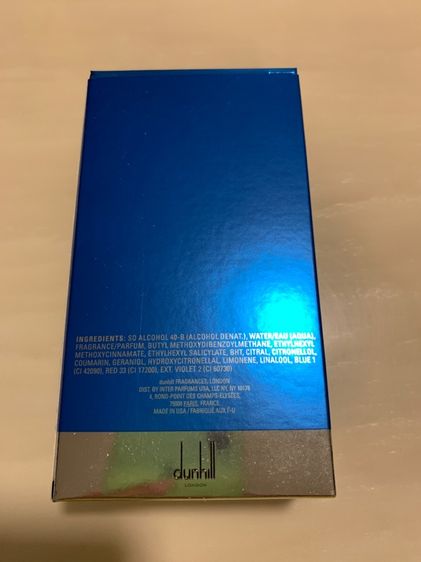 INGREDIENTS: SD ALCOHOL 40-B (ALCOHOL DENAT.), WATER/EAU (AQUA),
FRAGRANCE/PARFUM, BUTYL METHOXYDIBENZOYLMETHANE, ETHYLHEXYL
METHOXYCINNAMATE, ETHYLHEXYL SALICYLATE, BHT, CITRAL, CITRONELLOL,
COUMARIN, GERANIOL, HYDROXYCITRONELLAL, LIMONENE, LINALOOL, BLUE 1
(CI 42090), RED 33 (CI 17200), EXT. VIOLET 2 (CI 60730)
dunhill FRAGRANCES, LONDON
DIST. BY INTER PARFUMS USA, LLC NY, NY 10176
4, ROND-POINT DES CHAMPS-ELYSEES,
75008 PARIS, FRANCE
MADE IN USA / FABRIQUÉ AUX É-U
dunhill
LONDON